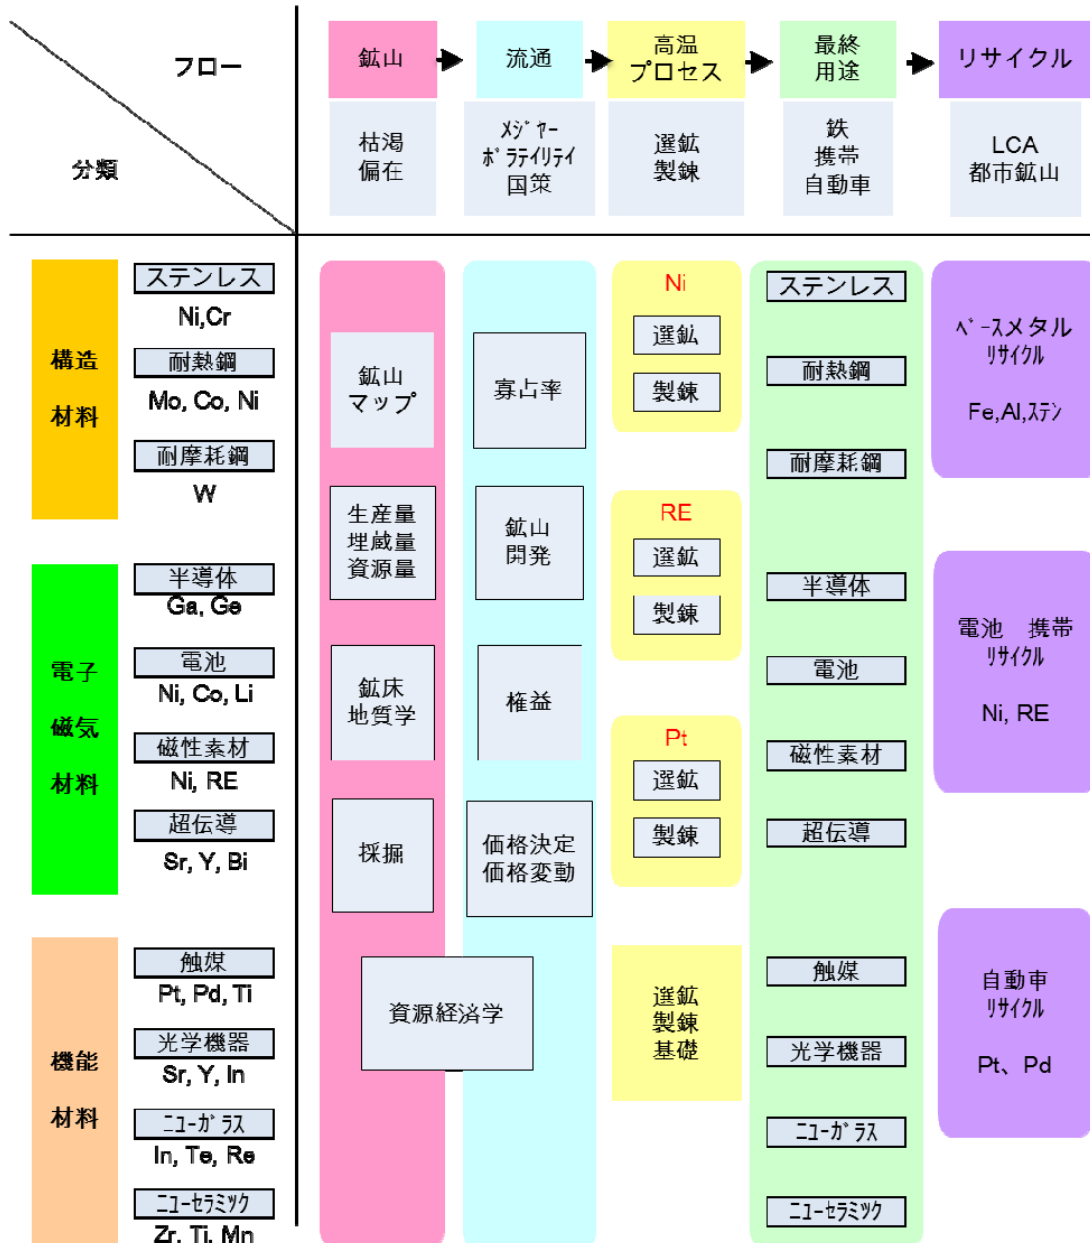 フロー
分類
鉱山
流通
高温
プロセス
最終
用途
リサイクル
枯渇
偏在
ﾒｼﾞｬｰ
ﾎﾞﾗﾃｲﾘﾃｲ
国策
選鉱
製錬
鉄
携帯
自動車
LCA
都市鉱山
構造
材料
ステンレス
Ni,Cr
耐熱鋼
Mo, Co, Ni
耐摩耗鋼
W
電子
磁気
材料
半導体
Ga, Ge
電池
Ni, Co, Li
磁性素材
Ni, RE
超伝導
Sr, Y, Bi
機能
材料
触媒
Pt, Pd, Ti
光学機器
Sr, Y, In
ﾆｭｰｶﾞﾗｽ
In, Te, Re
ﾆｭｰｾﾗﾐｯｸ
Zr, Ti, Mn
鉱山
マップ
生産量
埋蔵量
資源量
鉱床
地質学
採掘
寡占率
鉱山
開発
権益
価格決定
価格変動
資源経済学
Ni
選鉱
製錬
RE
選鉱
製錬
Pt
選鉱
製錬
選鉱
製錬
基礎
ステンレス
耐熱鋼
耐摩耗鋼
半導体
電池
磁性素材
超伝導
触媒
光学機器
ﾆｭｰｶﾞﾗｽ
ﾆｭｰｾﾗﾐｯｸ
ﾍﾞｰｽメタル
ﾘｻｲｸﾙ
Fe,Al,ｽﾃﾝ
電池　携帯
ﾘｻｲｸﾙ
Ni, RE
自動車
ﾘｻｲｸﾙ
Pt、Pd